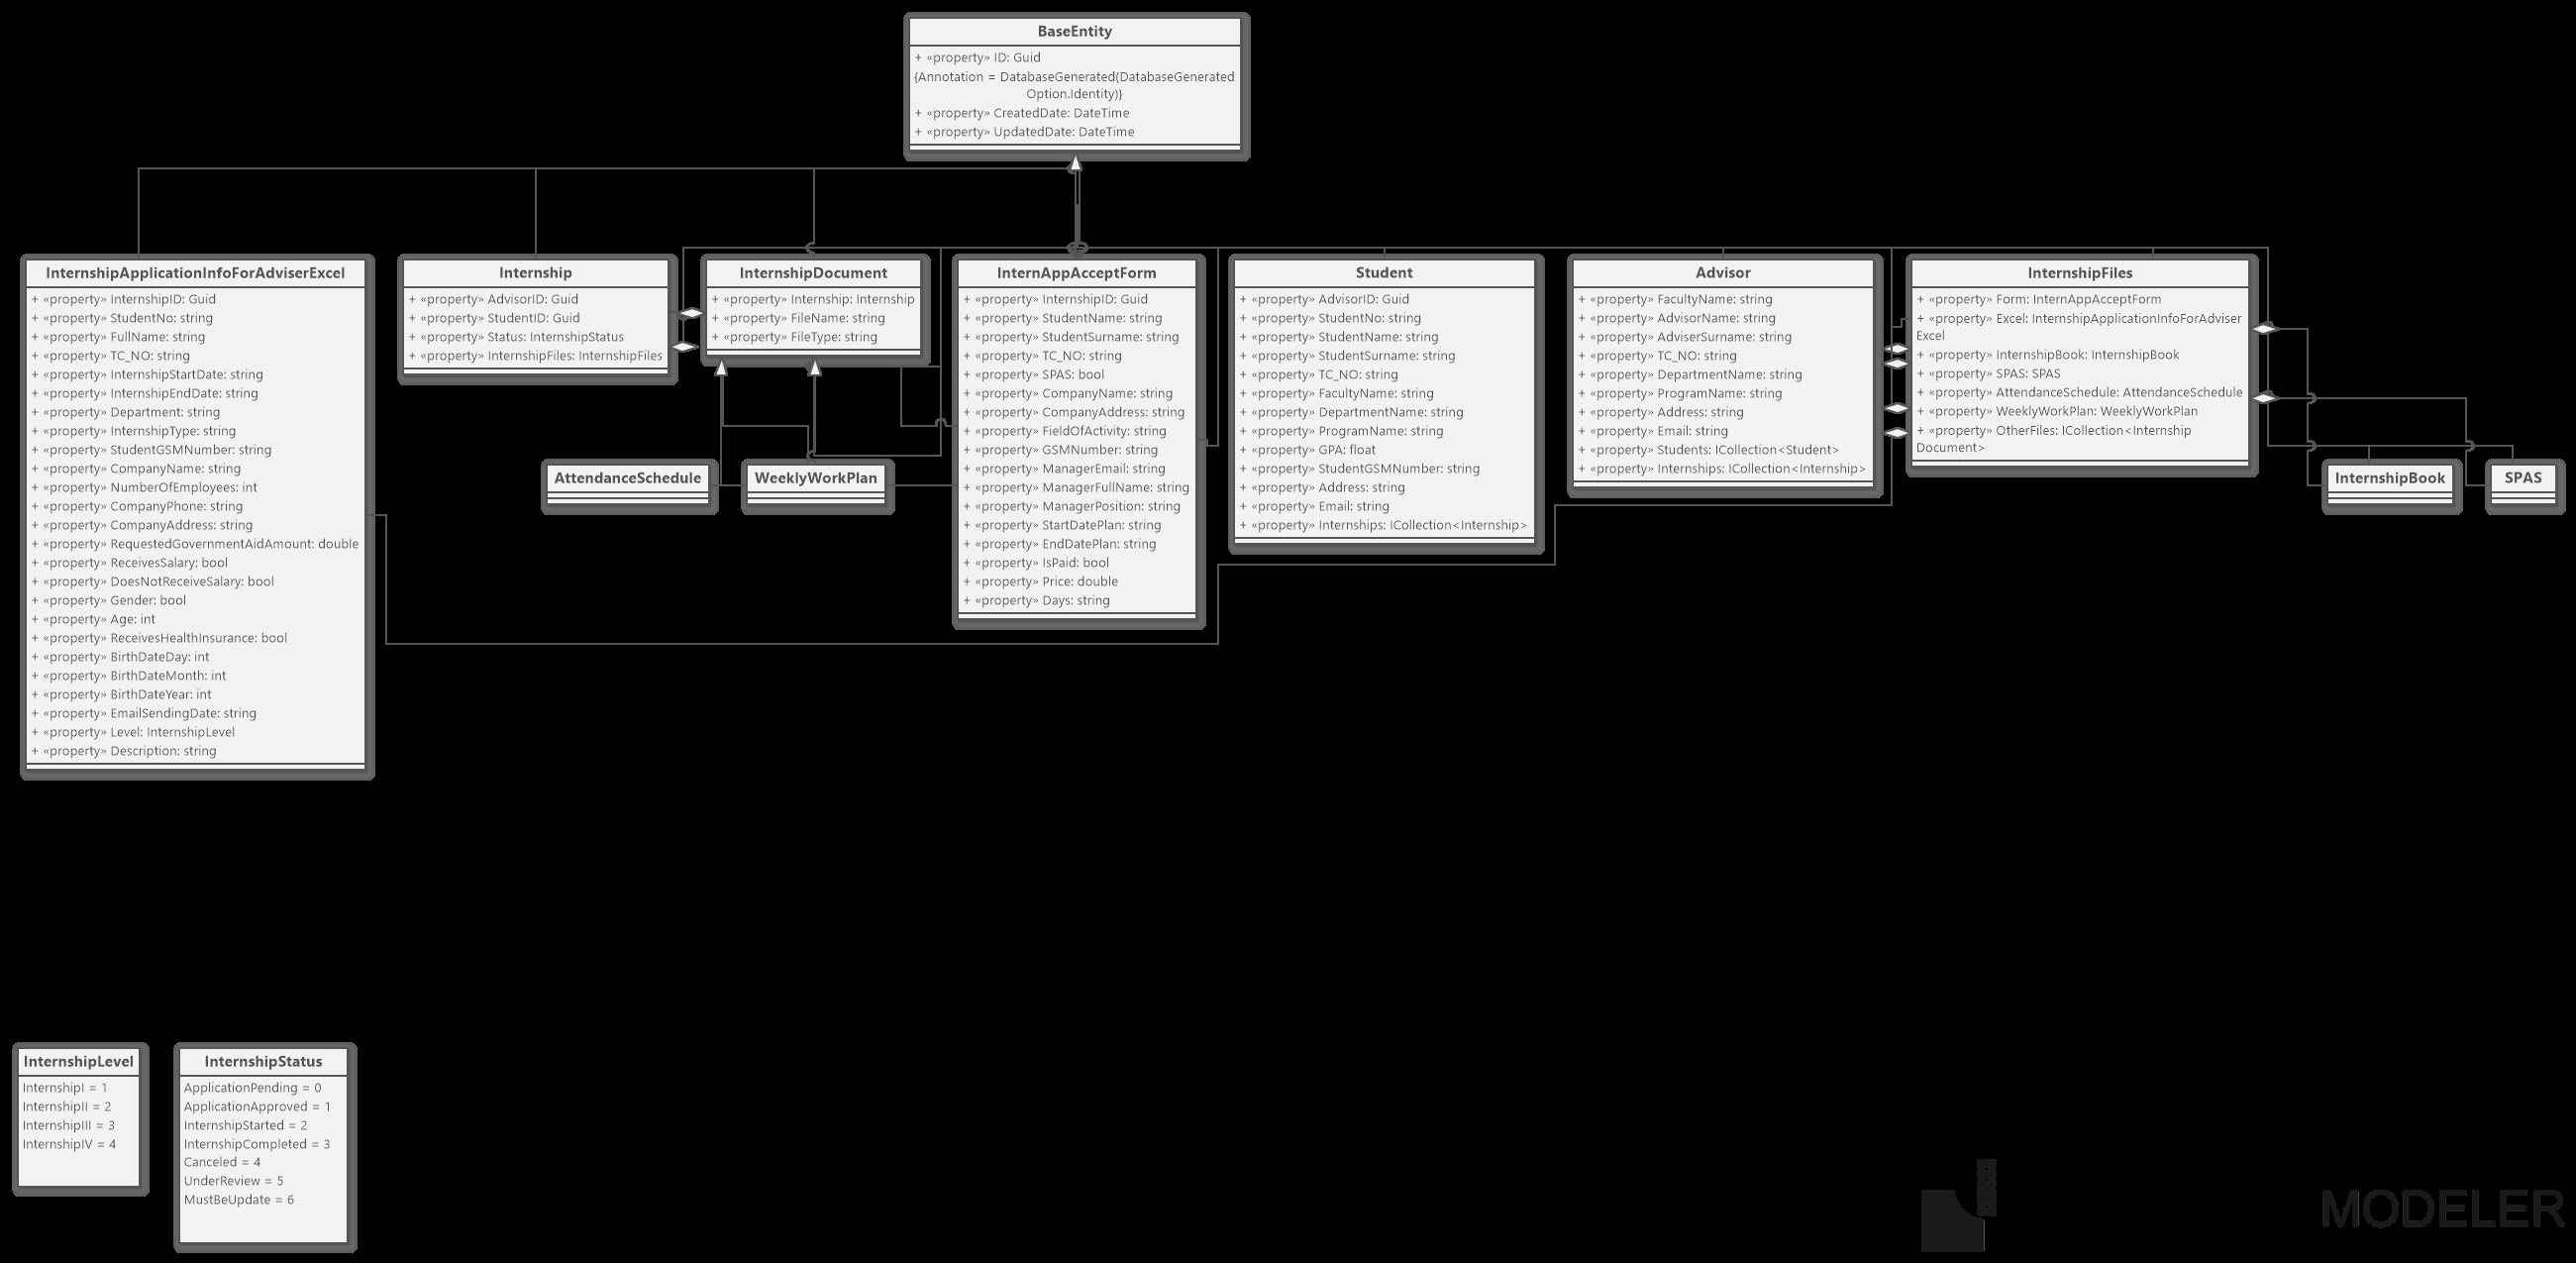 BaseEntity
+ «property» ID: Guid
{Annotation = DatabaseGenerated(DatabaseGenerated
Option.Identity)}
+ «property» CreatedDate: DateTime
+ «property» UpdatedDate: DateTime
InternshipApplicationInfoForAdviserExcel
+ «property» InternshipID: Guid
+ «property» StudentNo: string
+ «property» FullName: string
+ «property» TC_NO: string
+ «property» InternshipStartDate: string
+ «property» InternshipEndDate: string
+ «property» Department: string
+ «property» InternshipType: string
+ «property» StudentGSMNumber: string
+ «property» CompanyName: string
+ «property» NumberOfEmployees: int
+ «property» CompanyPhone: string
+ «property» CompanyAddress: string
+ «property» RequestedGovernmentAidAmount: double
+ «property» ReceivesSalary: bool
+ «property» DoesNotReceiveSalary: bool
+ «property» Gender: bool
+ «property» Age: int
+ «property» ReceivesHealthInsurance: bool
+ «property» BirthDateDay: int
+ «property» BirthDateMonth: int
+ «property» BirthDateYear: int
+ «property» EmailSendingDate: string
+ «property» Level: InternshipLevel
+ «property» Description: string
Internship
+ «property» AdvisorID: Guid
+ «property» StudentID: Guid
+ «property» Status: InternshipStatus
+ «property» InternshipFiles: InternshipFiles
InternshipDocument
+ «property» Internship: Internship
+ «property» FileName: string
+ «property» FileType: string
AttendanceSchedule
WeeklyWorkPlan
InternAppAcceptForm
+ «property» InternshipID: Guid
+ «property» StudentName: string
+ «property» StudentSurname: string
+ «property» TC_NO: string
+ «property» SPAS: bool
+ «property» CompanyName: string
+ «property» CompanyAddress: string
+ «property» FieldOfActivity: string
+ «property» GSMNumber: string
+ «property» ManagerEmail: string
+ «property» ManagerFullName: string
+ «property» ManagerPosition: string
+ «property» StartDatePlan: string
+ «property» EndDatePlan: string
+ «property» IsPaid: bool
+ «property» Price: double
+ «property» Days: string
Student
+ «property» AdvisorID: Guid
+ «property» StudentNo: string
+ «property» StudentName: string
+ «property» StudentSurname: string
+ «property» TC_NO: string
+ «property» FacultyName: string
+ «property» DepartmentName: string
+ «property» ProgramName: string
+ «property» GPA: float
+ «property» StudentGSMNumber: string
+ «property» Address: string
+ «property» Email: string
+ «property» Internships: ICollection<Internship>
Advisor
+ «property» FacultyName: string
+ «property» AdvisorName: string
+ «property» AdviserSurname: string
+ «property» TC_NO: string
+ «property» DepartmentName: string
+ «property» ProgramName: string
+ «property» Address: string
+ «property» Email: string
+ «property» Students: ICollection<Student>
+ «property» Internships: ICollection<Internship>
InternshipFiles
+ «property» Form: InternAppAcceptForm
+ «property» Excel: InternshipApplicationInfoForAdviser
Excel
+ «property» InternshipBook: InternshipBook
+ «property» SPAS: SPAS
+ «property» AttendanceSchedule: AttendanceSchedule
+ «property» WeeklyWorkPlan: WeeklyWorkPlan
+ «property» OtherFiles: ICollection<Internship
Document>
InternshipBook
SPAS
InternshipLevel
InternshipI = 1
InternshipII = 2
InternshipIII = 3
InternshipIV = 4
InternshipStatus
ApplicationPending = 0
ApplicationApproved = 1
InternshipStarted = 2
InternshipCompleted = 3
Canceled = 4
UnderReview = 5
MustBeUpdate = 6
MODELER